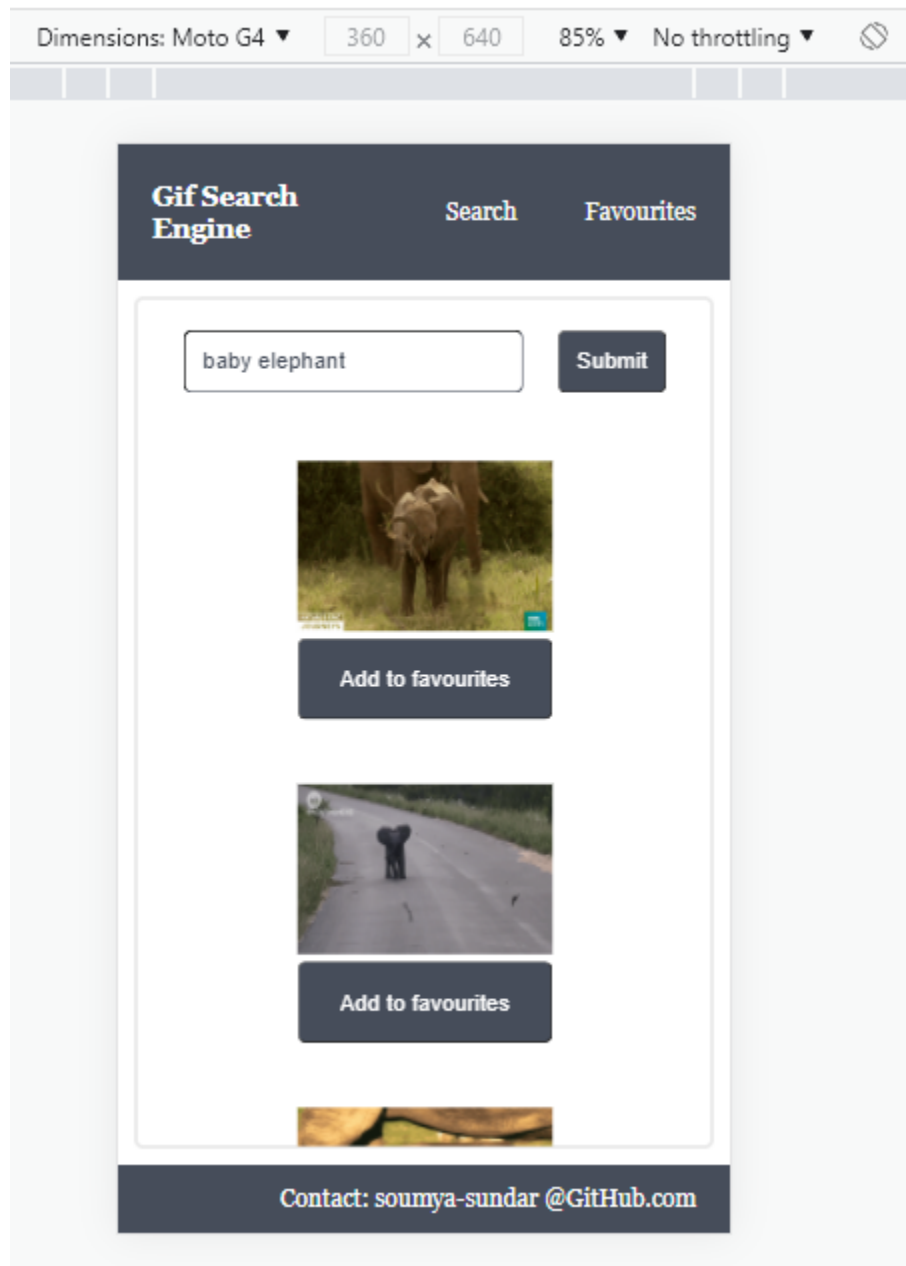 Dimensions: Moto G4 ▼ 360 × 640 85% ▼ No throttling ▼
Gif Search
Engine
Search
Favourites
baby elephant
Submit
Add to favourites
Add to favourites
Contact: soumya-sundar @GitHub.com